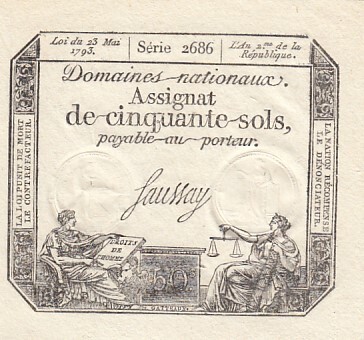 Loi du 23 Mai
1793.
Série 2686
L'An 2.me de la
République.
Domaines nationaux.
Assignat
de cinquante sols,
payable au porteur.
LA LOI PUNIT DE MORT
LE CONTREFACTEUR.
LA NATION RÉCOMPENSE
LE DÉNONCIATEUR.
Saussay
DROITS
DE
L'HOMME
50
GATTEAUX.